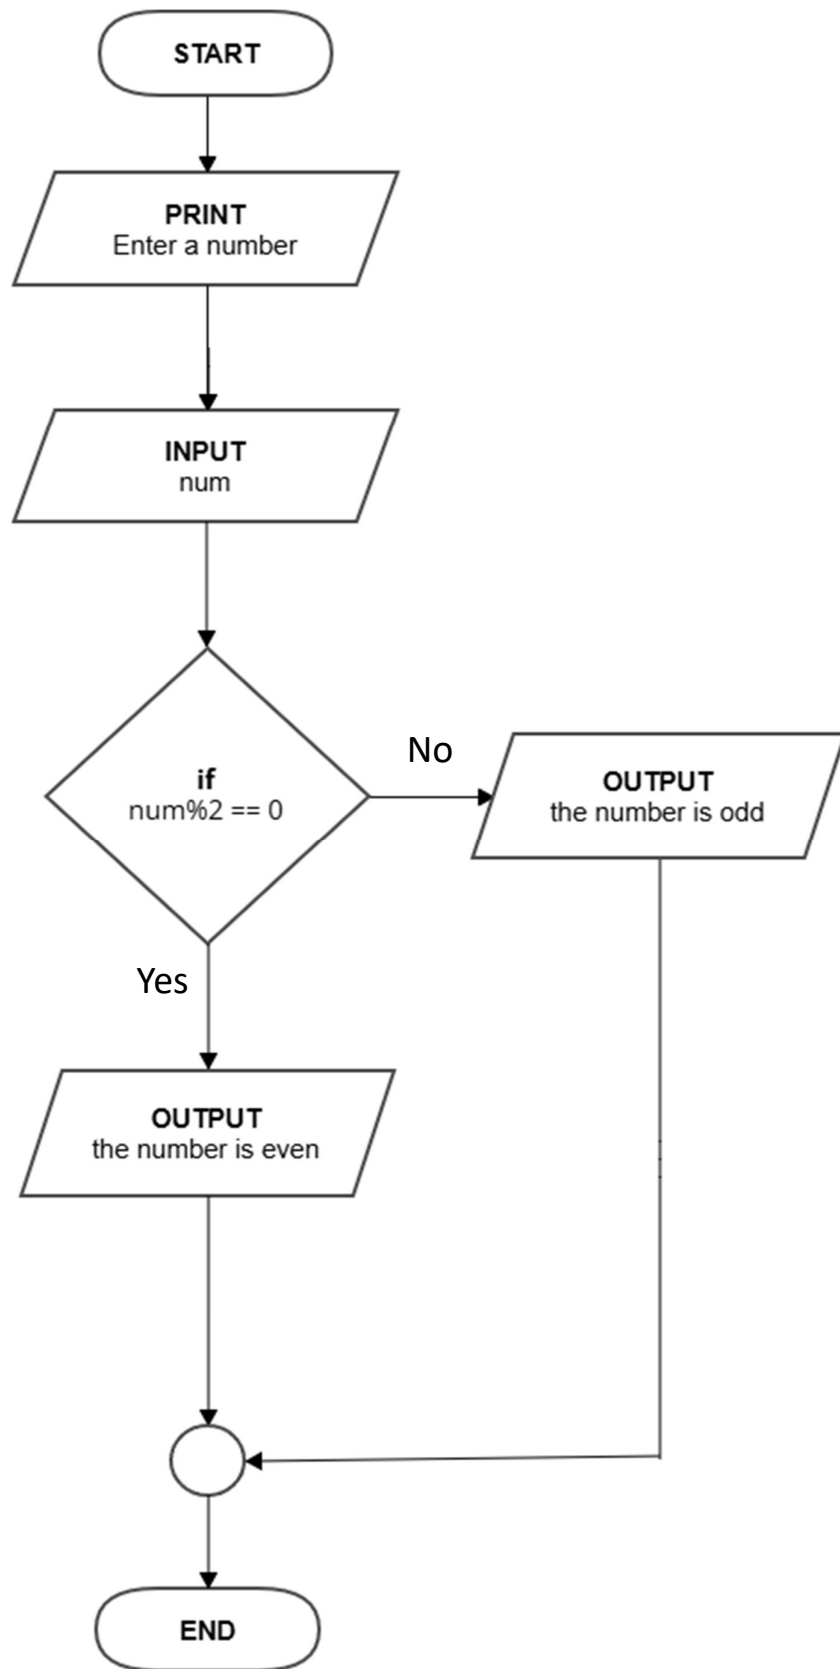 START
PRINT
Enter a number
INPUT
num
if
num%2 == 0
No
OUTPUT
the number is odd
Yes
OUTPUT
the number is even
END